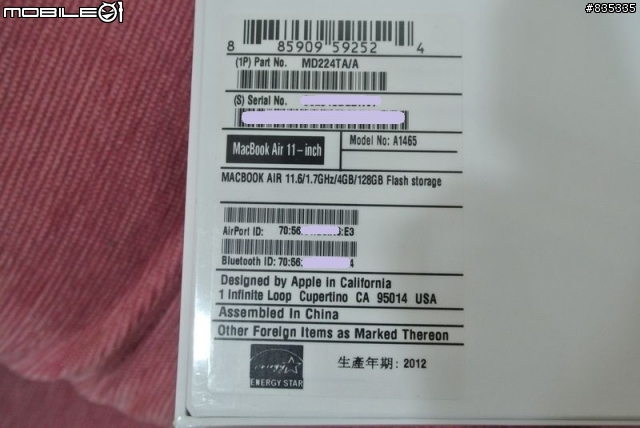 MOBILE01
#835335
8 85909 59252 4
(1P) Part No. MD224TA/A
(S) Serial No.
MacBook Air 11-inch
Model No: A1465
MACBOOK AIR 11.6/1.7GHz/4GB/128GB Flash storage
AirPort ID: 70:56 :E3
Bluetooth ID: 70:56: 4
Designed by Apple in California
1 Infinite Loop Cupertino CA 95014 USA
Assembled In China
Other Foreign Items as Marked Thereon
ENERGY STAR
生產年期: 2012